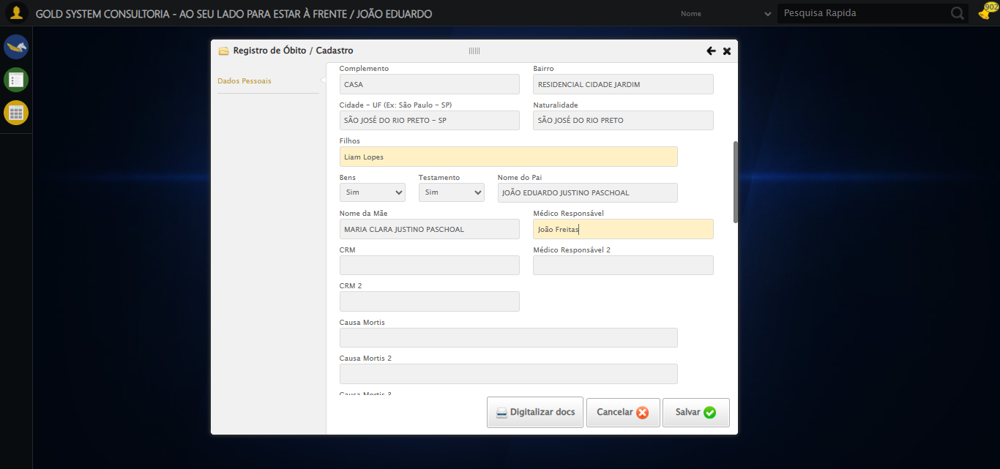 GOLD SYSTEM CONSULTORIA - AO SEU LADO PARA ESTAR À FRENTE / JOÃO EDUARDO
Nome
Pesquisa Rapida
902
Registro de Óbito / Cadastro
Dados Pessoais
Complemento
Bairro
CASA
RESIDENCIAL CIDADE JARDIM
Cidade - UF (Ex: São Paulo - SP)
Naturalidade
SÃO JOSÉ DO RIO PRETO - SP
SÃO JOSÉ DO RIO PRETO
Filhos
Liam Lopes
Bens
Testamento
Nome do Pai
Sim
Sim
JOÃO EDUARDO JUSTINO PASCHOAL
Nome da Mãe
Médico Responsável
MARIA CLARA JUSTINO PASCHOAL
João Freitas
CRM
Médico Responsável 2
CRM 2
Causa Mortis
Causa Mortis 2
Causa Mortis 3
Digitalizar docs
Cancelar
Salvar